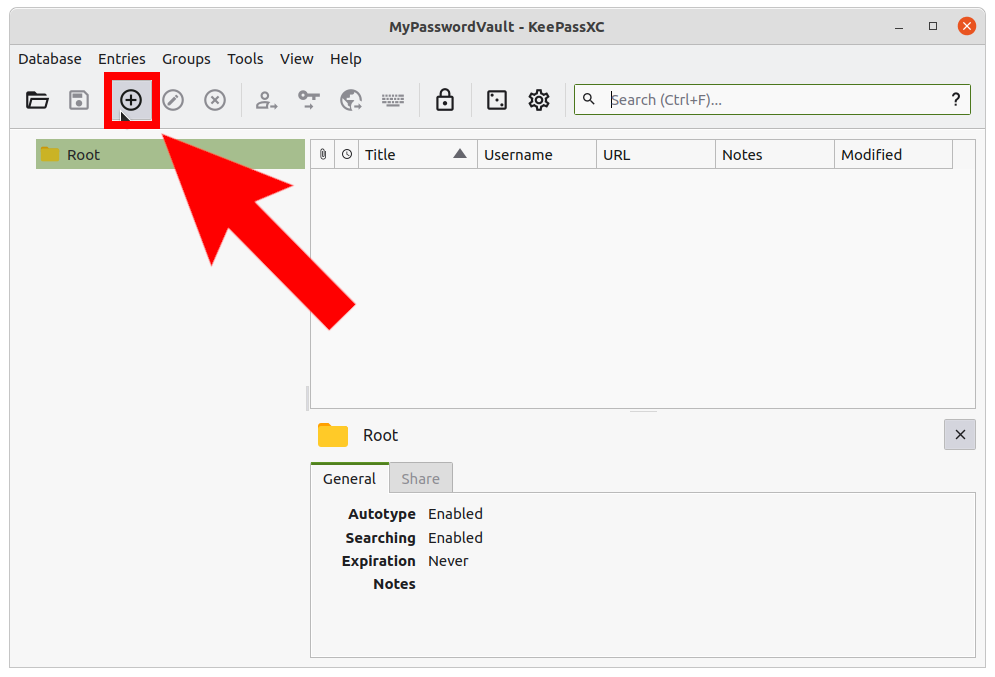 MyPasswordVault - KeePassXC
Database Entries Groups Tools View Help
Search (Ctrl+F)... ?
Root
Title Username URL Notes Modified
Root
General Share
Autotype Enabled
Searching Enabled
Expiration Never
Notes